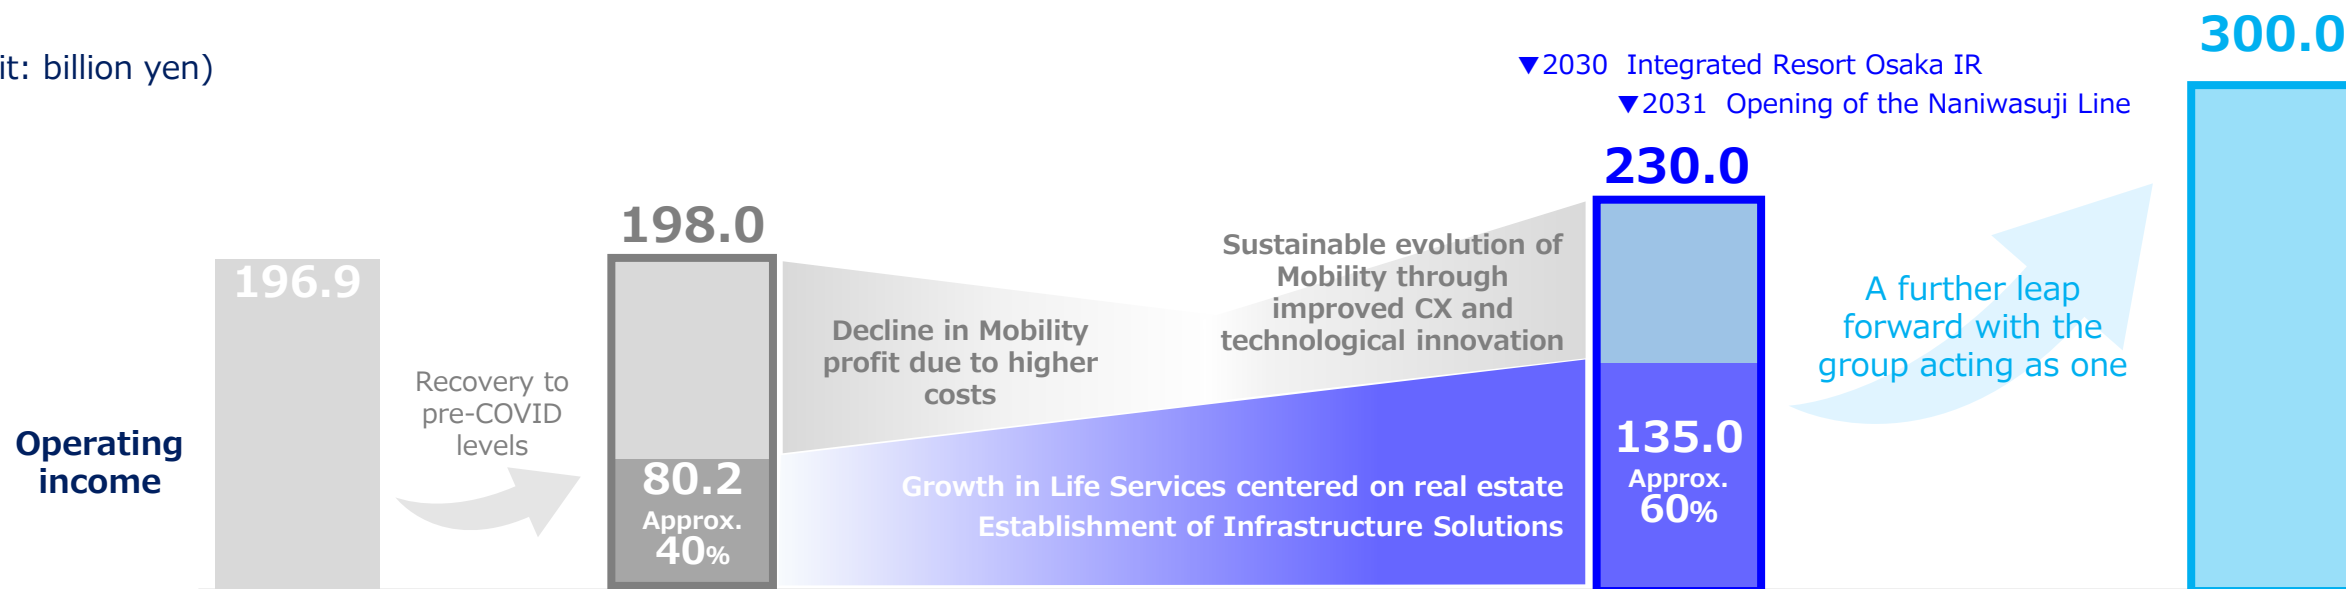 it: billion yen)
300.0
▼2030 Integrated Resort Osaka IR
▼2031 Opening of the Naniwasuji Line
230.0
198.0
196.9
Sustainable evolution of
Mobility through
improved CX and
technological innovation
A further leap
forward with the
group acting as one
Decline in Mobility
profit due to higher
costs
Recovery to
pre-COVID
levels
Operating
income
80.2
Approx.
40%
Growth in Life Services centered on real estate
Establishment of Infrastructure Solutions
135.0
Approx.
60%